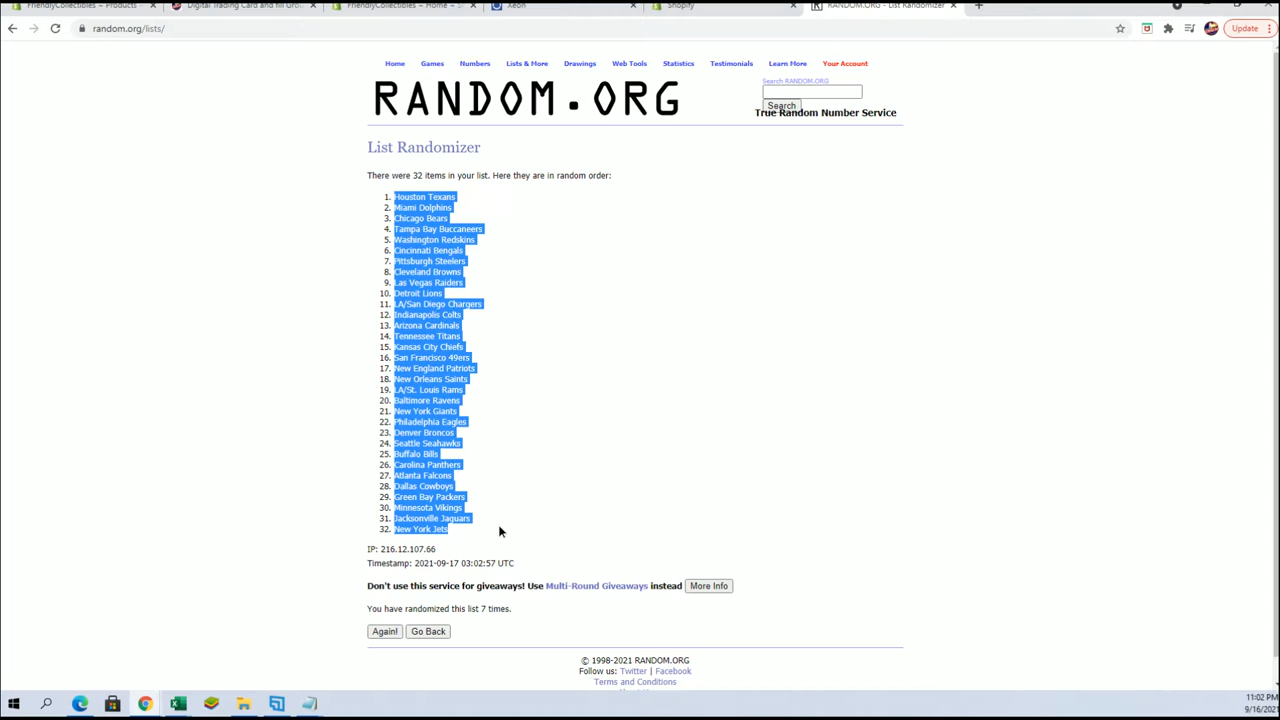 FriendlyCollectibles - Products
Digital Trading Card and fill Grou
FriendlyCollectibles ~ Home ~ S
Xeon
Shopify
RANDOM.ORG - List Randomizer
random.org/lists/
Update
Home Games Numbers Lists & More Drawings Web Tools Statistics Testimonials Learn More Your Account
RANDOM.ORG
Search RANDOM.ORG
Search
True Random Number Service
List Randomizer
There were 32 items in your list. Here they are in random order:
1. Houston Texans
2. Miami Dolphins
3. Chicago Bears
4. Tampa Bay Buccaneers
5. Washington Redskins
6. Cincinnati Bengals
7. Pittsburgh Steelers
8. Cleveland Browns
9. Las Vegas Raiders
10. Detroit Lions
11. LA/San Diego Chargers
12. Indianapolis Colts
13. Arizona Cardinals
14. Tennessee Titans
15. Kansas City Chiefs
16. San Francisco 49ers
17. New England Patriots
18. New Orleans Saints
19. LA/St. Louis Rams
20. Baltimore Ravens
21. New York Giants
22. Philadelphia Eagles
23. Denver Broncos
24. Seattle Seahawks
25. Buffalo Bills
26. Carolina Panthers
27. Atlanta Falcons
28. Dallas Cowboys
29. Green Bay Packers
30. Minnesota Vikings
31. Jacksonville Jaguars
32. New York Jets
IP: 216.12.107.66
Timestamp: 2021-09-17 03:02:57 UTC
Don't use this service for giveaways! Use Multi-Round Giveaways instead More Info
You have randomized this list 7 times.
Again! Go Back
© 1998-2021 RANDOM.ORG
Follow us: Twitter | Facebook
Terms and Conditions
11:02 PM
9/16/2021